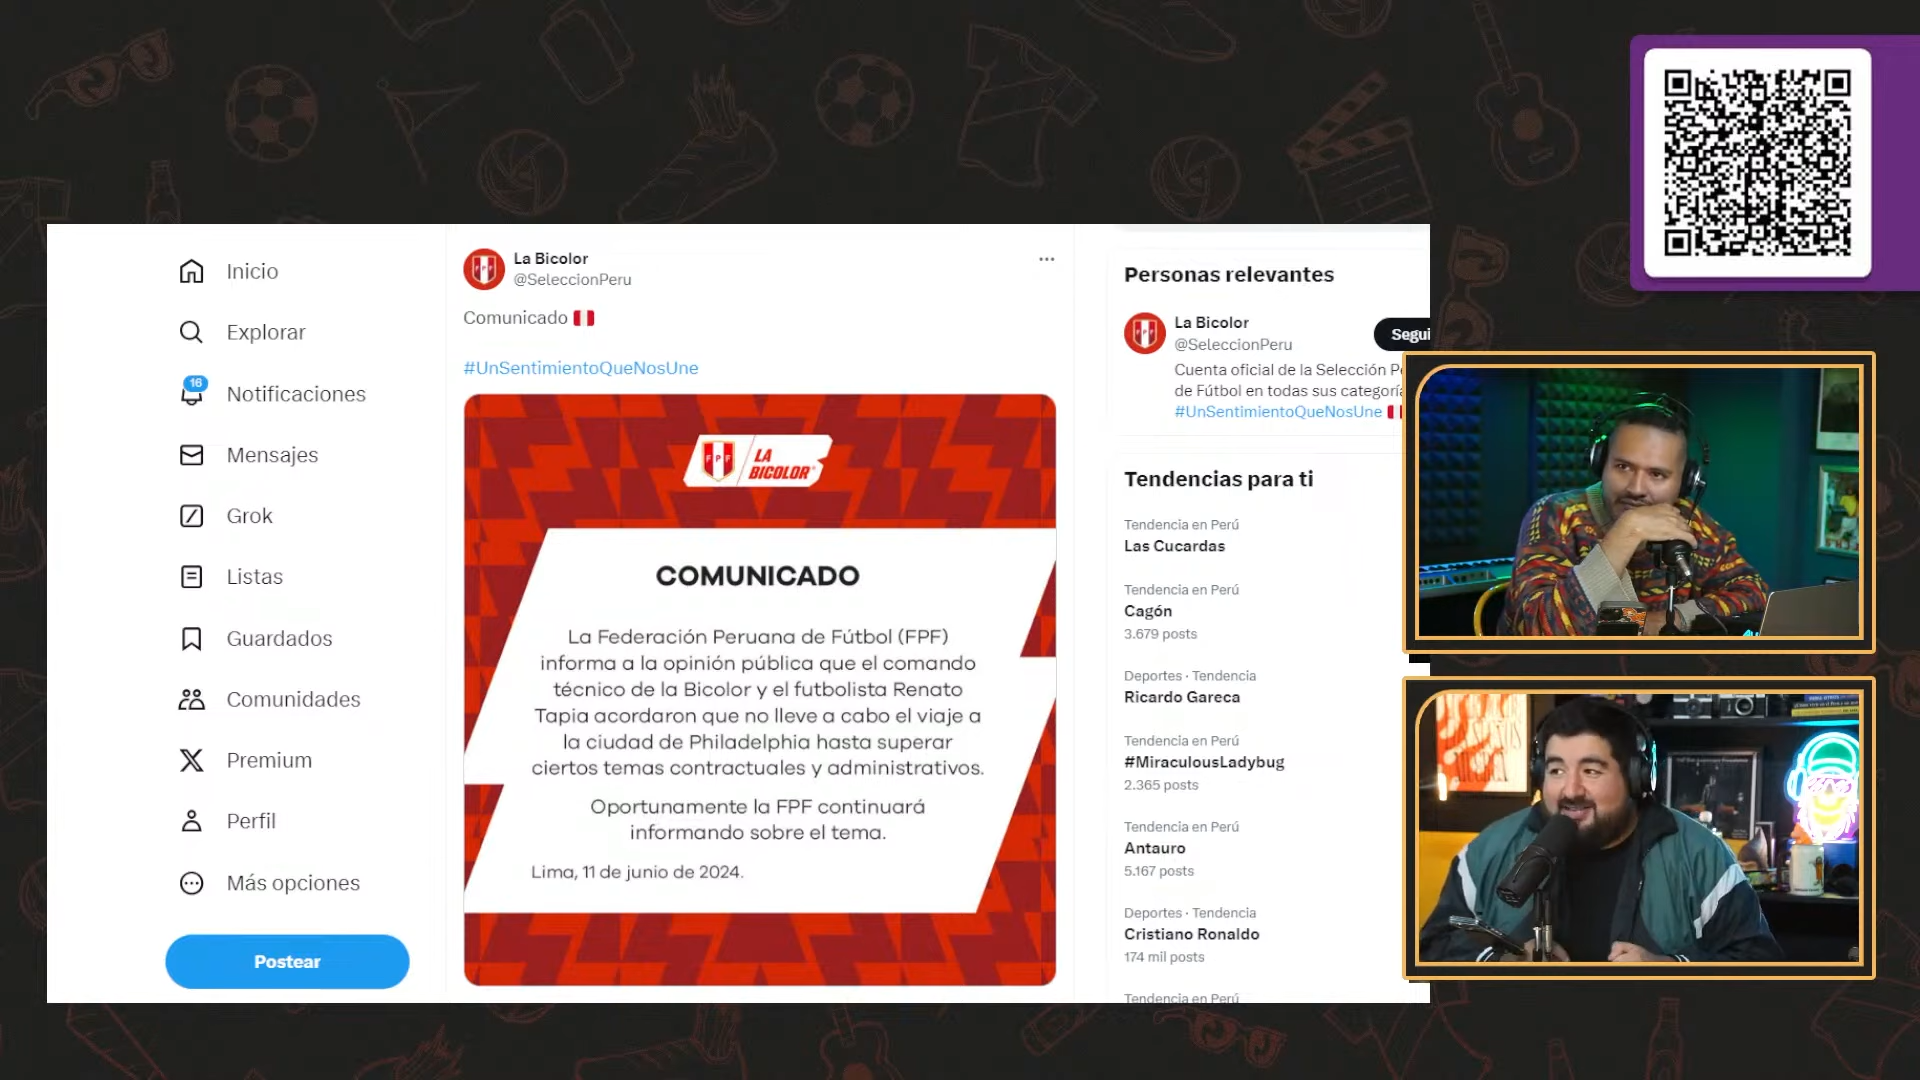 Inicio
Explorar
16
Notificaciones
Mensajes
Grok
Listas
Guardados
Comunidades
Premium
Perfil
Más opciones
Postear
La Bicolor
@SeleccionPeru
Comunicado
#UnSentimientoQueNosUne
FPF
LA
BICOLOR
COMUNICADO
La Federación Peruana de Fútbol (FPF)
informa a la opinión pública que el comando
técnico de la Bicolor y el futbolista Renato
Tapia acordaron que no lleve a cabo el viaje a
la ciudad de Philadelphia hasta superar
ciertos temas contractuales y administrativos.
Oportunamente la FPF continuará
informando sobre el tema.
Lima, 11 de junio de 2024.
Personas relevantes
La Bicolor
@SeleccionPeru
Segui
Cuenta oficial de la Selección P
de Fútbol en todas sus categorí
#UnSentimientoQueNosUne
Tendencias para ti
Tendencia en Perú
Las Cucardas
Tendencia en Perú
Cagón
3.679 posts
Deportes · Tendencia
Ricardo Gareca
Tendencia en Perú
#MiraculousLadybug
2.365 posts
Tendencia en Perú
Antauro
5.167 posts
Deportes · Tendencia
Cristiano Ronaldo
174 mil posts
Tendencia en Perú